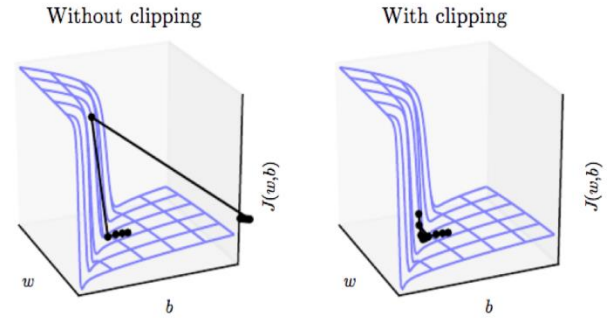 Without clipping
With clipping
J(w,b)
w
b
J(w,b)
w
b